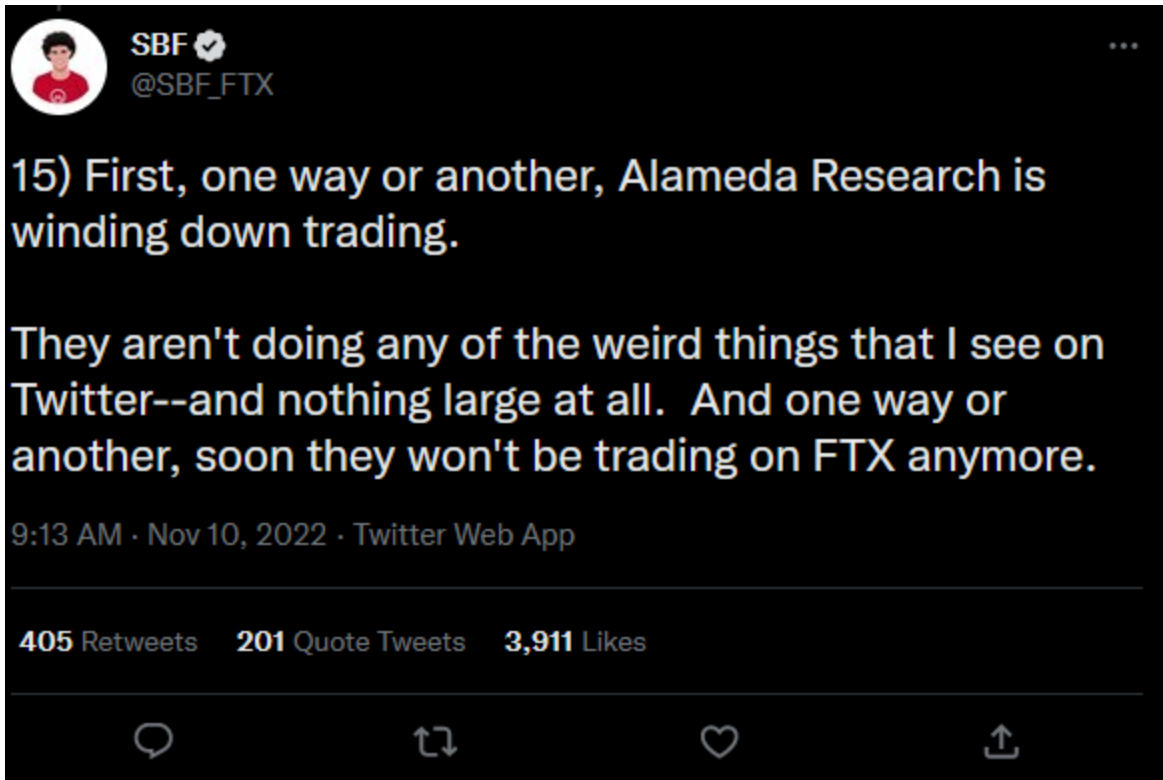 SBF
@SBF_FTX
15) First, one way or another, Alameda Research is
winding down trading.
They aren't doing any of the weird things that I see on
Twitter--and nothing large at all.  And one way or
another, soon they won't be trading on FTX anymore.
9:13 AM · Nov 10, 2022 · Twitter Web App
405 Retweets 201 Quote Tweets 3,911 Likes